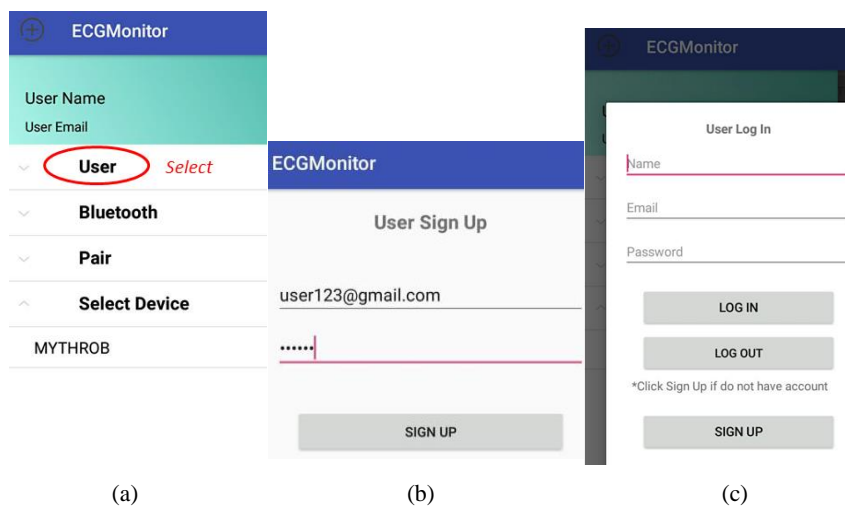 ECGMonitor
User Name
User Email
User Select
Bluetooth
Pair
Select Device
MYTHROB
(a)
ECGMonitor
User Sign Up
user123@gmail.com
••••••
SIGN UP
(b)
ECGMonitor
User Log In
Name
Email
Password
LOG IN
LOG OUT
*Click Sign Up if do not have account
SIGN UP
(c)